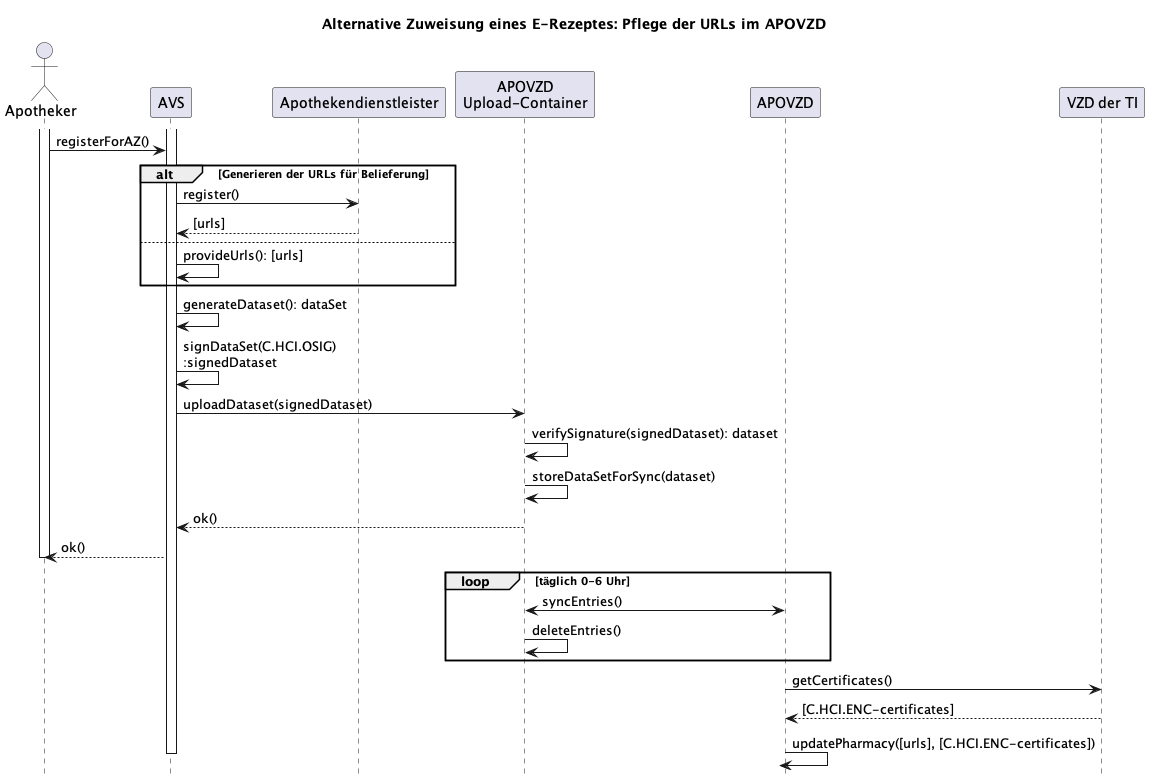 Alternative Zuweisung eines E-Rezeptes: Pflege der URLs im APOVZD
Apotheker
AVS
Apothekendienstleister
APOVZD
Upload-Container
APOVZD
VZD der TI
registerForAZ()
alt
[Generieren der URLs für Belieferung]
register()
[urls]
provideUrls(): [urls]
generateDataset(): dataSet
signDataSet(C.HCI.OSIG)
:signedDataset
uploadDataset(signedDataset)
verifySignature(signedDataset): dataset
storeDataSetForSync(dataset)
ok()
ok()
loop
[täglich 0-6 Uhr]
syncEntries()
deleteEntries()
getCertificates()
[C.HCI.ENC-certificates]
updatePharmacy([urls], [C.HCI.ENC-certificates])